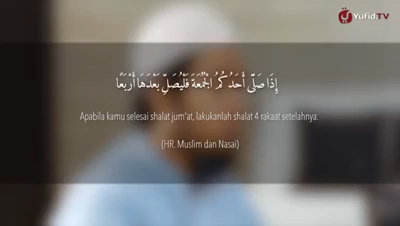 Yufid.TV
إِذَا صَلَّى أَحَدُكُمُ الْجُمُعَةَ فَلْيُصَلِّ بَعْدَهَا أَرْبَعًا
Apabila kamu selesai shalat jum'at, lakukanlah shalat 4 rakaat setelahnya.
(HR. Muslim dan Nasai)